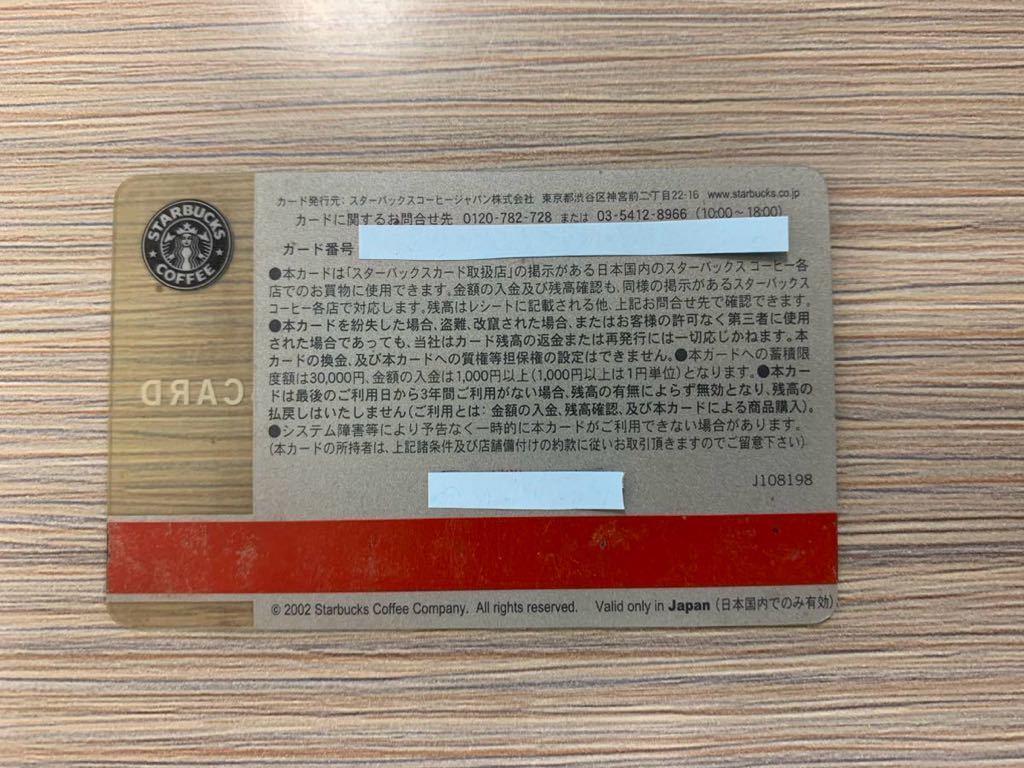 STARBUCKS
COFFEE
カード発行元：スターバックスコーヒージャパン株式会社 東京都渋谷区神宮前二丁目22-16 www.starbucks.co.jp
カードに関するお問合せ先 0120-782-728 または 03-5412-8966 (10:00～18:00)
カード番号
●本カードは「スターバックスカード取扱店」の掲示がある日本国内のスターバックス コーヒー各
店でのお買物に使用できます。金額の入金及び残高確認も、同様の掲示があるスターバックス
コーヒー各店で対応します。残高はレシートに記載される他、上記お問合せ先で確認できます。
●本カードを紛失した場合、盗難、改竄された場合、またはお客様の許可なく第三者に使用
された場合であっても、当社はカード残高の返金または再発行には一切応じかねます。本
カードの換金、及び本カードへの質権等担保権の設定はできません。●本カードへの蓄積限
度額は30,000円、金額の入金は1,000円以上(1,000円以上は1円単位)となります。●本カー
ドは最後のご利用日から3年間ご利用がない場合、残高の有無によらず無効となり、残高の
払戻しはいたしません(ご利用とは：金額の入金、残高確認、及び本カードによる商品購入)。
●システム障害等により予告なく一時的に本カードがご利用できない場合があります。
(本カードの所持者は、上記諸条件及び店舗備付けの約款に従いお取引頂きますのでご留意下さい)
CARD
J108198
© 2002 Starbucks Coffee Company. All rights reserved. Valid only in Japan (日本国内でのみ有効)